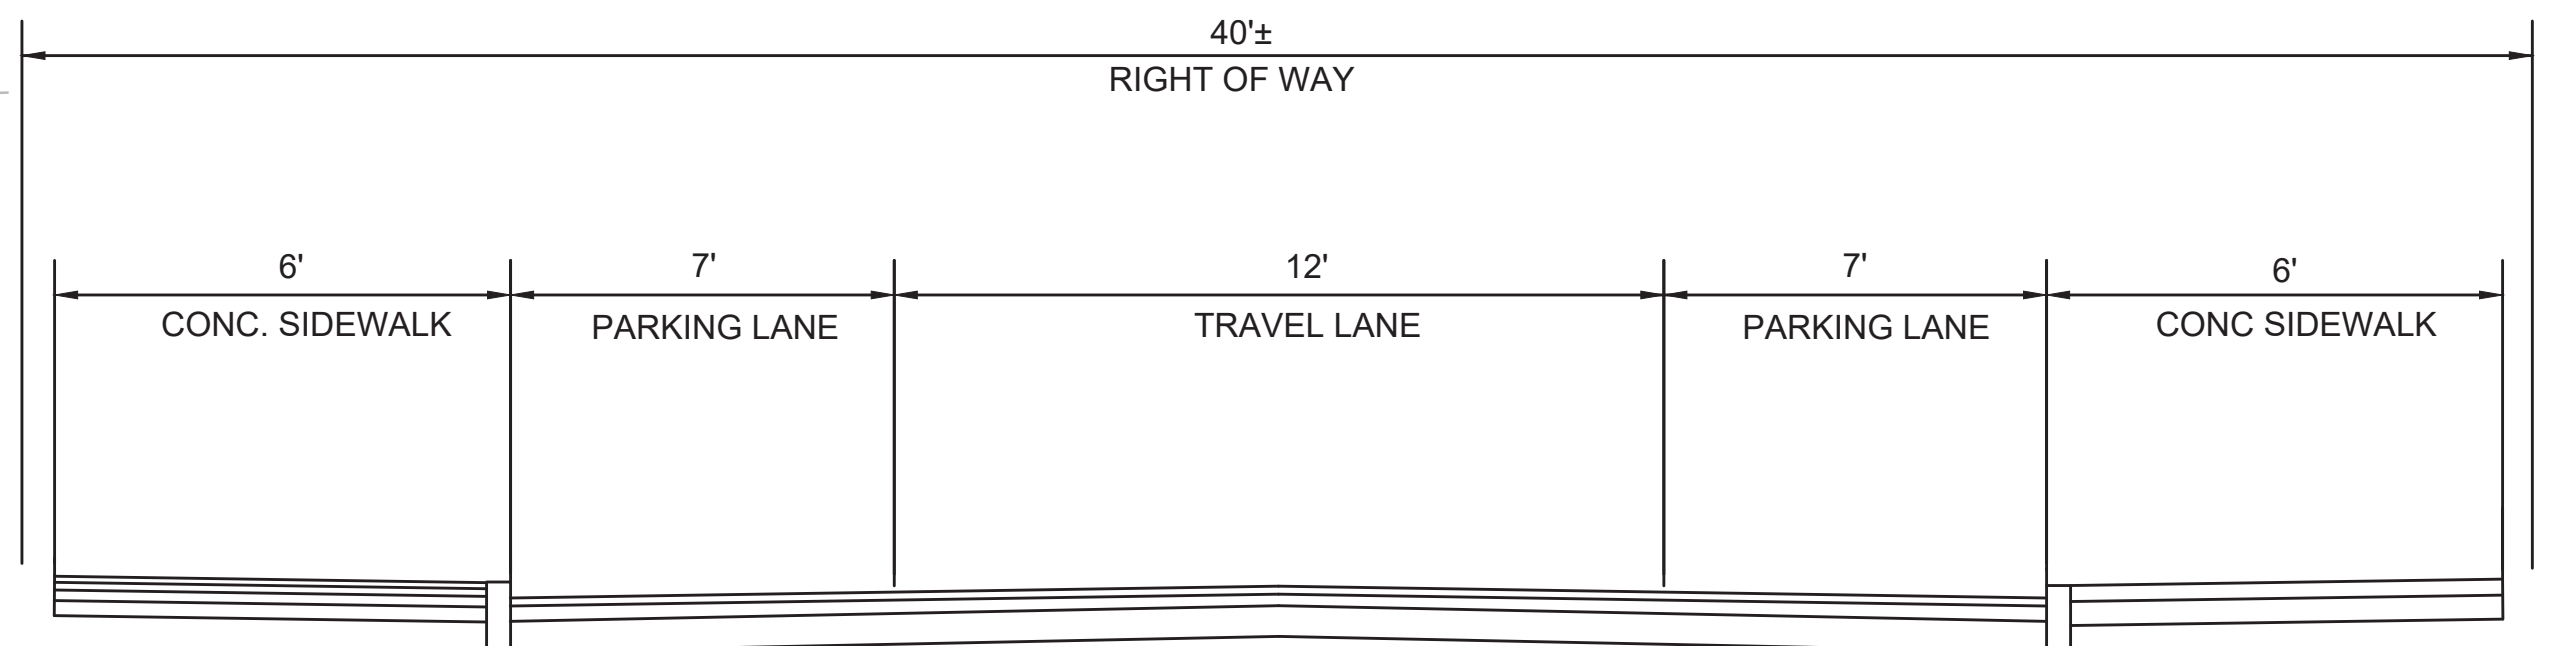 40'±
RIGHT OF WAY
6'
7'
12'
7'
6'
CONC. SIDEWALK
PARKING LANE
TRAVEL LANE
PARKING LANE
CONC SIDEWALK